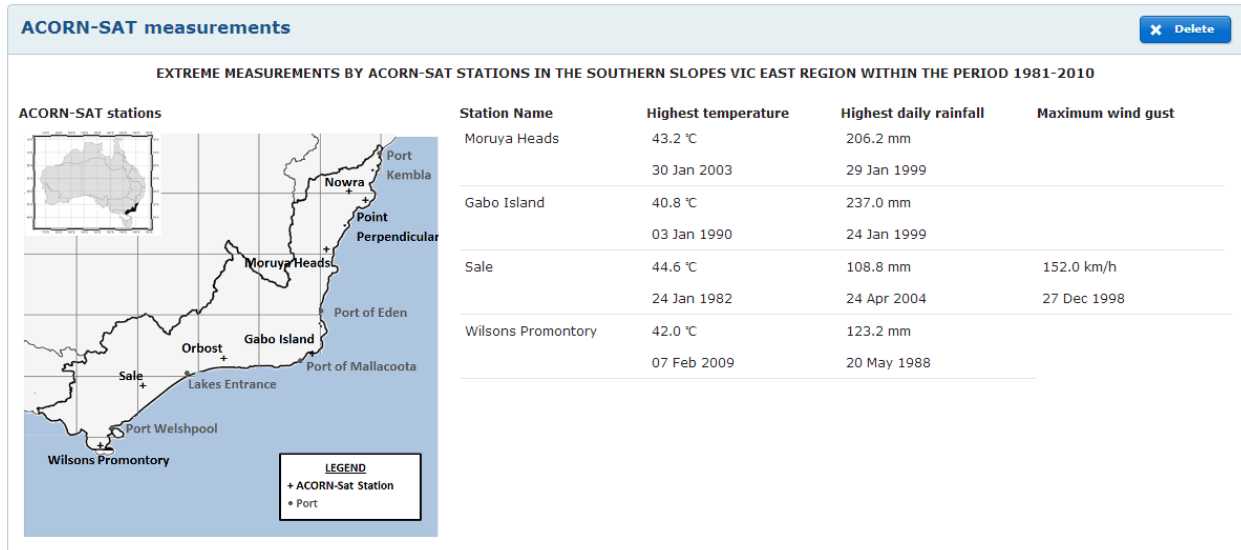 ACORN-SAT measurements
Delete
EXTREME MEASUREMENTS BY ACORN-SAT STATIONS IN THE SOUTHERN SLOPES VIC EAST REGION WITHIN THE PERIOD 1981-2010
ACORN-SAT stations
Port
Kembla
Nowra
Point
Perpendicular
Moruya Heads
Port of Eden
Gabo Island
Orbost
Port of Mallacoota
Sale
Lakes Entrance
Port Welshpool
Wilsons Promontory
LEGEND
+ ACORN-Sat Station
• Port
Station Name Highest temperature Highest daily rainfall Maximum wind gust
Moruya Heads 43.2 ℃ 206.2 mm
30 Jan 2003 29 Jan 1999
Gabo Island 40.8 ℃ 237.0 mm
03 Jan 1990 24 Jan 1999
Sale 44.6 ℃ 108.8 mm 152.0 km/h
24 Jan 1982 24 Apr 2004 27 Dec 1998
Wilsons Promontory 42.0 ℃ 123.2 mm
07 Feb 2009 20 May 1988